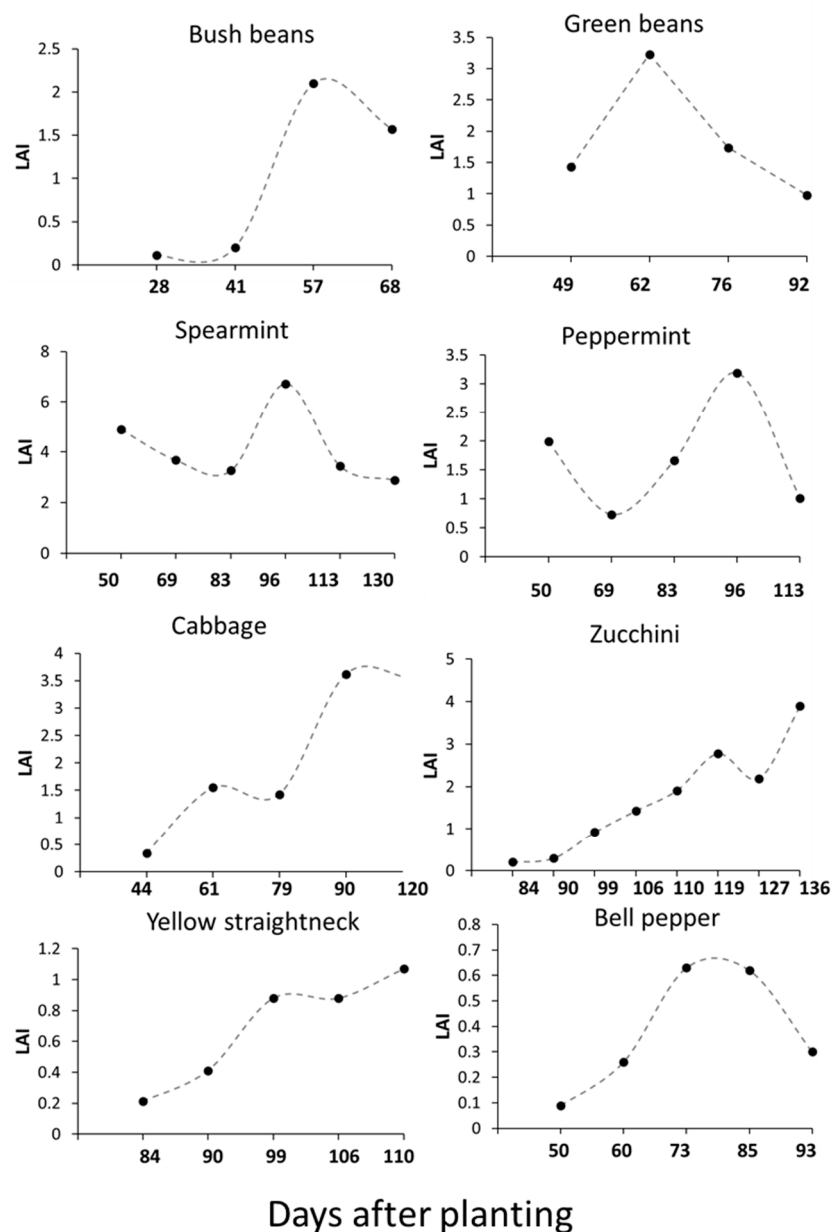 Bush beans
2.5
2
1.5
1
0.5
0
LAI
28 41 57 68
Green beans
3.5
3
2.5
2
1.5
1
0.5
0
LAI
49 62 76 92
Spearmint
8
6
4
2
0
LAI
50 69 83 96 113 130
Peppermint
3.5
3
2.5
2
1.5
1
0.5
0
LAI
50 69 83 96 113
Cabbage
4
3.5
3
2.5
2
1.5
1
0.5
0
LAI
44 61 79 90 120
Zucchini
5
4
3
2
1
0
LAI
84 90 99 106 110 119 127 136
Yellow straightneck
1.2
1
0.8
0.6
0.4
0.2
0
LAI
84 90 99 106 110
Bell pepper
0.8
0.7
0.6
0.5
0.4
0.3
0.2
0.1
0
LAI
50 60 73 85 93
Days after planting